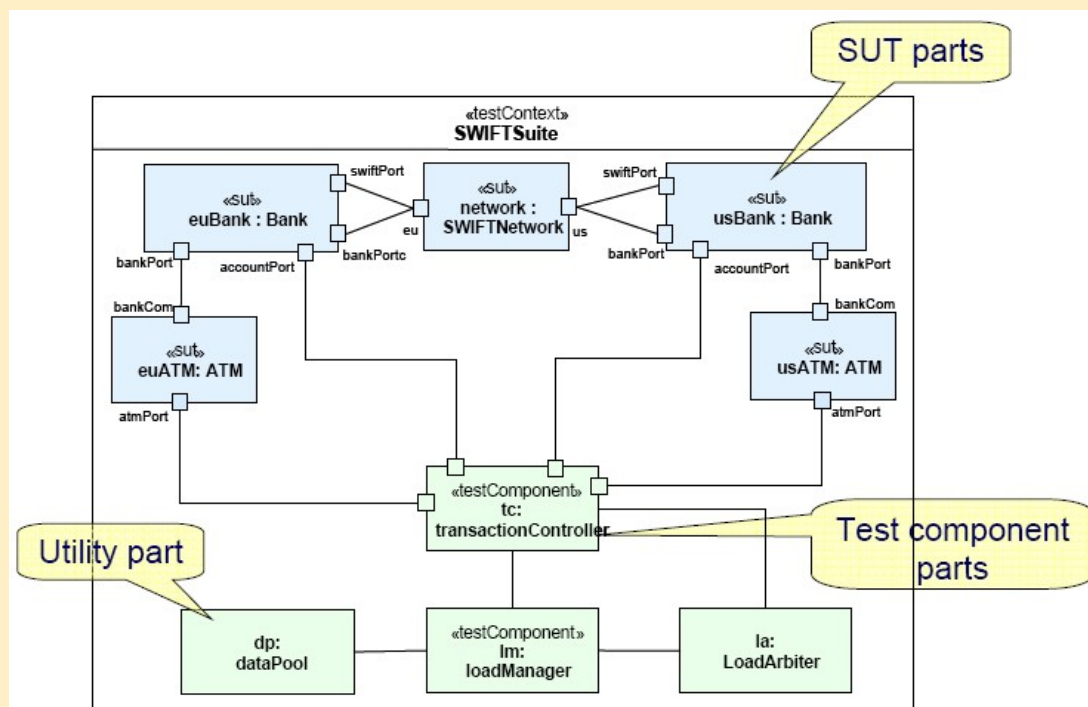 SUT parts
«testContext»
SWIFTSuite
swiftPort
«sut»
euBank : Bank
«sut»
network :
SWIFTNetwork
swiftPort
«sut»
usBank : Bank
eu
us
bankPort
accountPort
bankPortc
bankPort
accountPort
bankPort
bankCom
«sut»
euATM: ATM
bankCom
«sut»
usATM: ATM
atmPort
atmPort
«testComponent»
tc:
transactionController
Utility part
Test component
parts
dp:
dataPool
«testComponent»
lm:
loadManager
la:
LoadArbiter